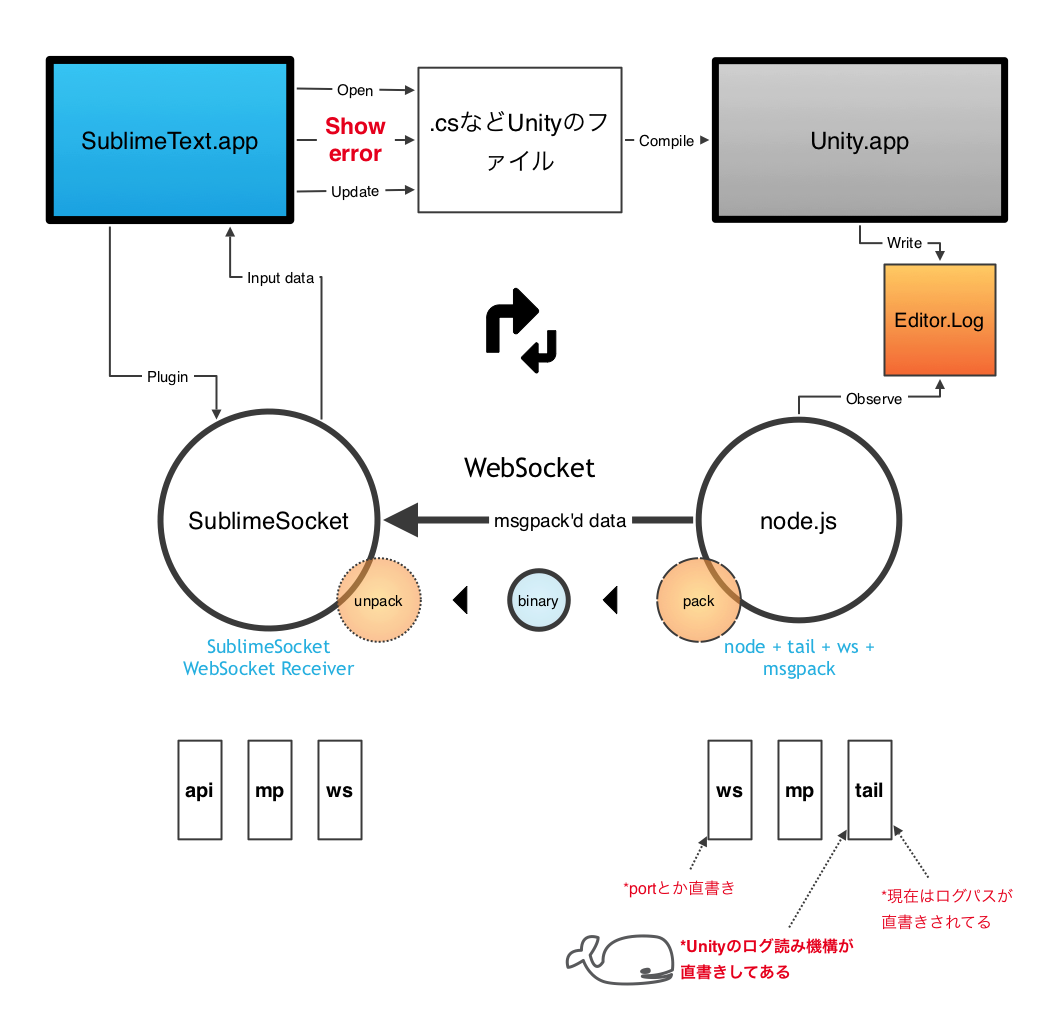 SublimeText.app
Open
Show
error
Update
.csなどUnityのフ
ァイル
Compile
Unity.app
Write
Editor.Log
Input data
Plugin
Observe
WebSocket
SublimeSocket
msgpack'd data
node.js
unpack
binary
pack
SublimeSocket
WebSocket Receiver
node + tail + ws +
msgpack
api
mp
ws
ws
mp
tail
*portとか直書き
*現在はログパスが
直書きされてる
*Unityのログ読み機構が
直書きしてある